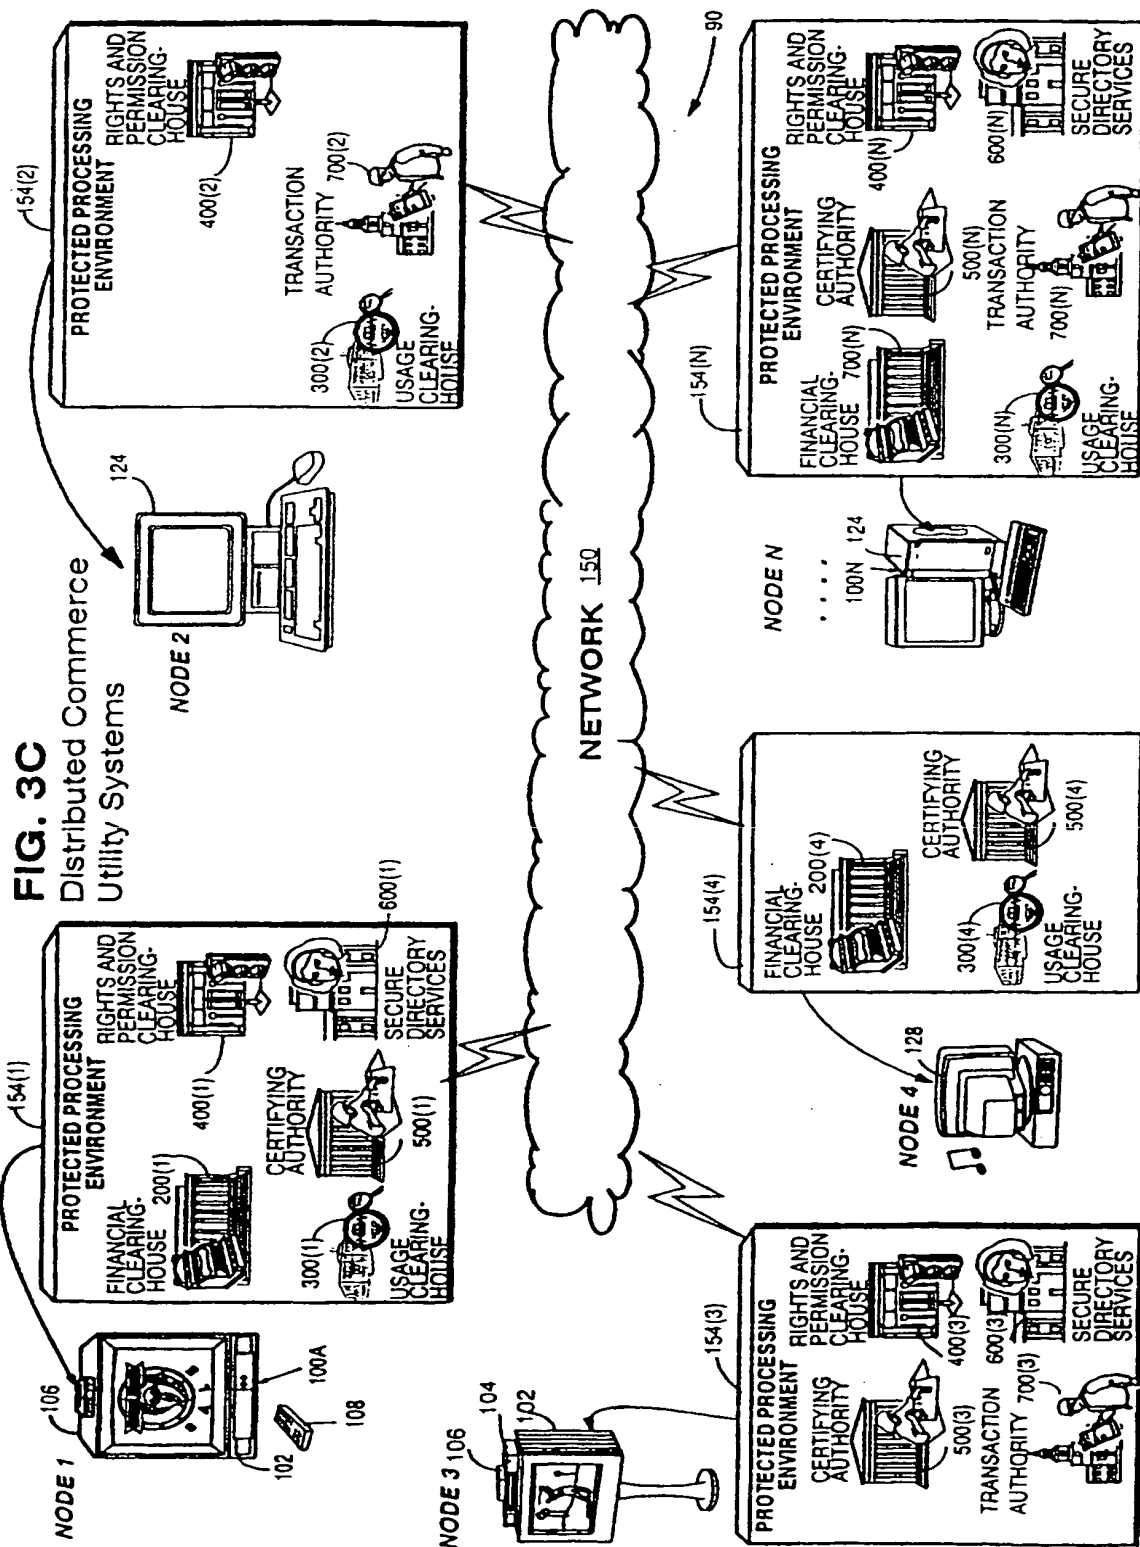 FIG. 3C
Distributed Commerce
Utility Systems
NODE 1
106
102
100A
108
154(1)
PROTECTED PROCESSING
ENVIRONMENT
FINANCIAL
CLEARING-
HOUSE
200(1)
RIGHTS AND
PERMISSION
CLEARING-
HOUSE
400(1)
300(1)
USAGE
CLEARING-
HOUSE
CERTIFYING
AUTHORITY
500(1)
SECURE
DIRECTORY
SERVICES
600(1)
NODE 2
124
154(2)
PROTECTED PROCESSING
ENVIRONMENT
RIGHTS AND
PERMISSION
CLEARING-
HOUSE
400(2)
300(2)
USAGE
CLEARING-
HOUSE
TRANSACTION
AUTHORITY
700(2)
NETWORK 150
90
NODE 3
106
104
102
154(3)
PROTECTED PROCESSING
ENVIRONMENT
CERTIFYING
AUTHORITY
500(3)
RIGHTS AND
PERMISSION
CLEARING-
HOUSE
400(3)
TRANSACTION
AUTHORITY
700(3)
600(3)
SECURE
DIRECTORY
SERVICES
NODE 4
128
154(4)
FINANCIAL
CLEARING-
HOUSE
200(4)
300(4)
USAGE
CLEARING-
HOUSE
CERTIFYING
AUTHORITY
500(4)
NODE N
. . . .
100N
124
154(N)
PROTECTED PROCESSING
ENVIRONMENT
FINANCIAL
CLEARING-
HOUSE
700(N)
CERTIFYING
AUTHORITY
500(N)
RIGHTS AND
PERMISSION
CLEARING-
HOUSE
400(N)
300(N)
USAGE
CLEARING-
HOUSE
TRANSACTION
AUTHORITY
700(N)
600(N)
SECURE
DIRECTORY
SERVICES